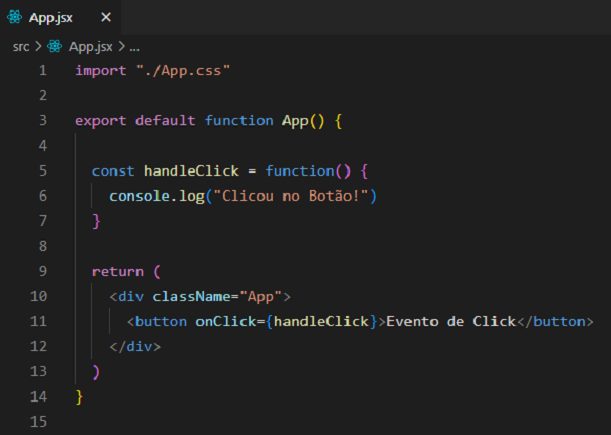 App.jsx ×
src > App.jsx > ...
1 import "./App.css"
2
3 export default function App() {
4
5   const handleClick = function() {
6     console.log("Clicou no Botão!")
7   }
8
9   return (
10     <div className="App">
11       <button onClick={handleClick}>Evento de Click</button>
12     </div>
13   )
14 }
15